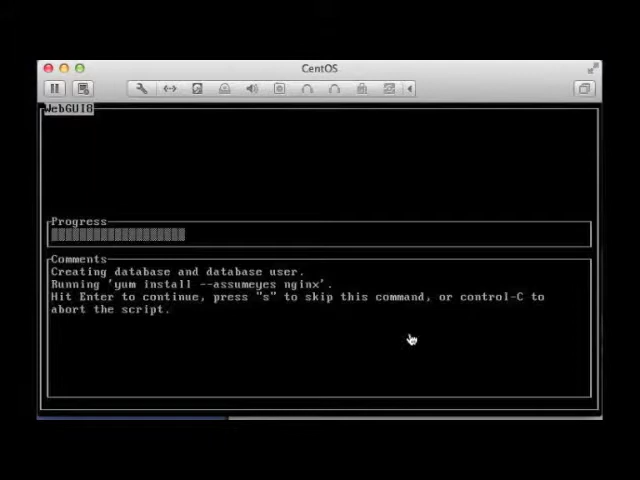 CentOS
WebGUI8
Progress
Comments
Creating database and database user.
Running 'yum install --assumeyes nginx'.
Hit Enter to continue, press "s" to skip this command, or control-C to
abort the script.